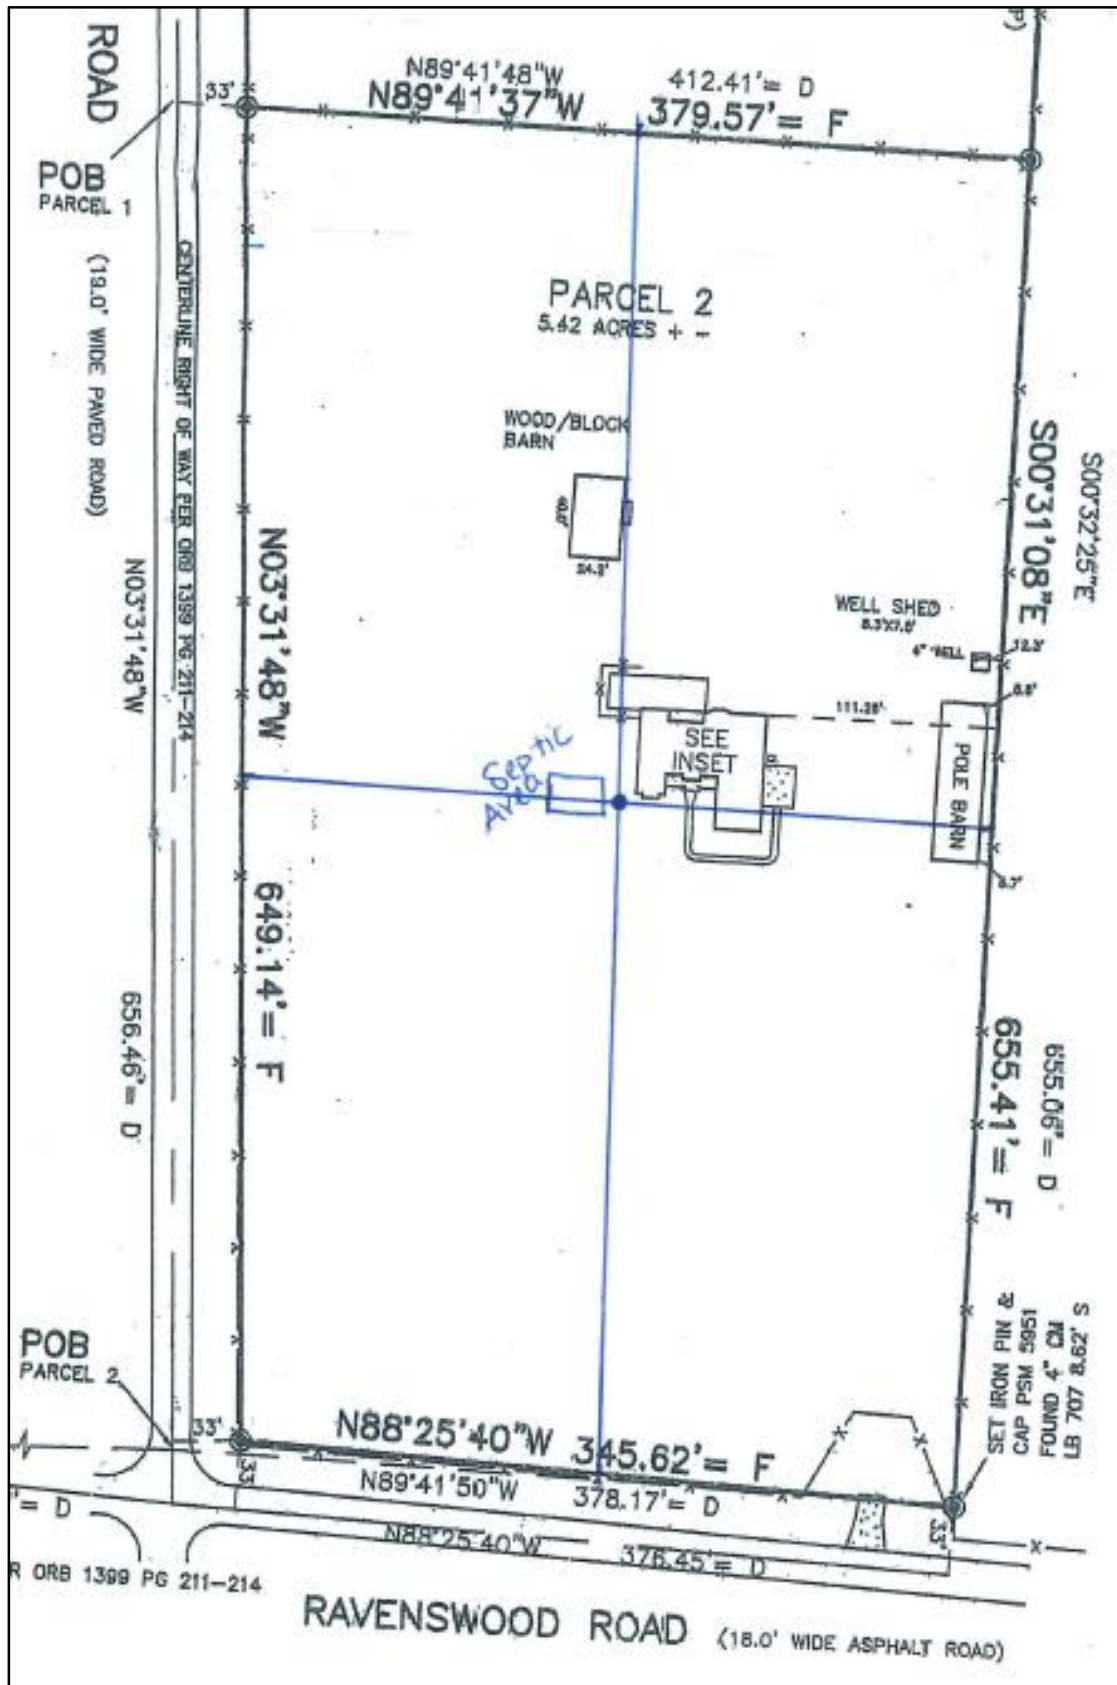 P)
ROAD
N89°41'48"W 412.41'= D
N89°41'37"W 379.57'= F
33'
POB
PARCEL 1
(19.0' WIDE PAVED ROAD)
CENTERLINE RIGHT OF WAY PER ORB 1399 PG 211-214
PARCEL 2
5.42 ACRES + -
WOOD/BLOCK
BARN
40.0'
24.2'
S00°31'08"E
S00°32'25"E
N03°31'48"W
N03°31'48"W
WELL SHED
4" WELL
12.3'
111.28'
SEE
INSET
POLE BARN
Septic
Area
649.14'= F
656.46'= D
655.41'= F
655.06'= D
SET IRON PIN &
CAP PSM 5951
FOUND 4" CM
LB 707 8.62' S
POB
PARCEL 2
33'
33'
N88°25'40"W 345.62'= F
N89°41'50"W 378.17'= D
N88°25'40"W 376.45'= D
33'
'= D
R ORB 1399 PG 211-214
RAVENSWOOD ROAD (18.0' WIDE ASPHALT ROAD)